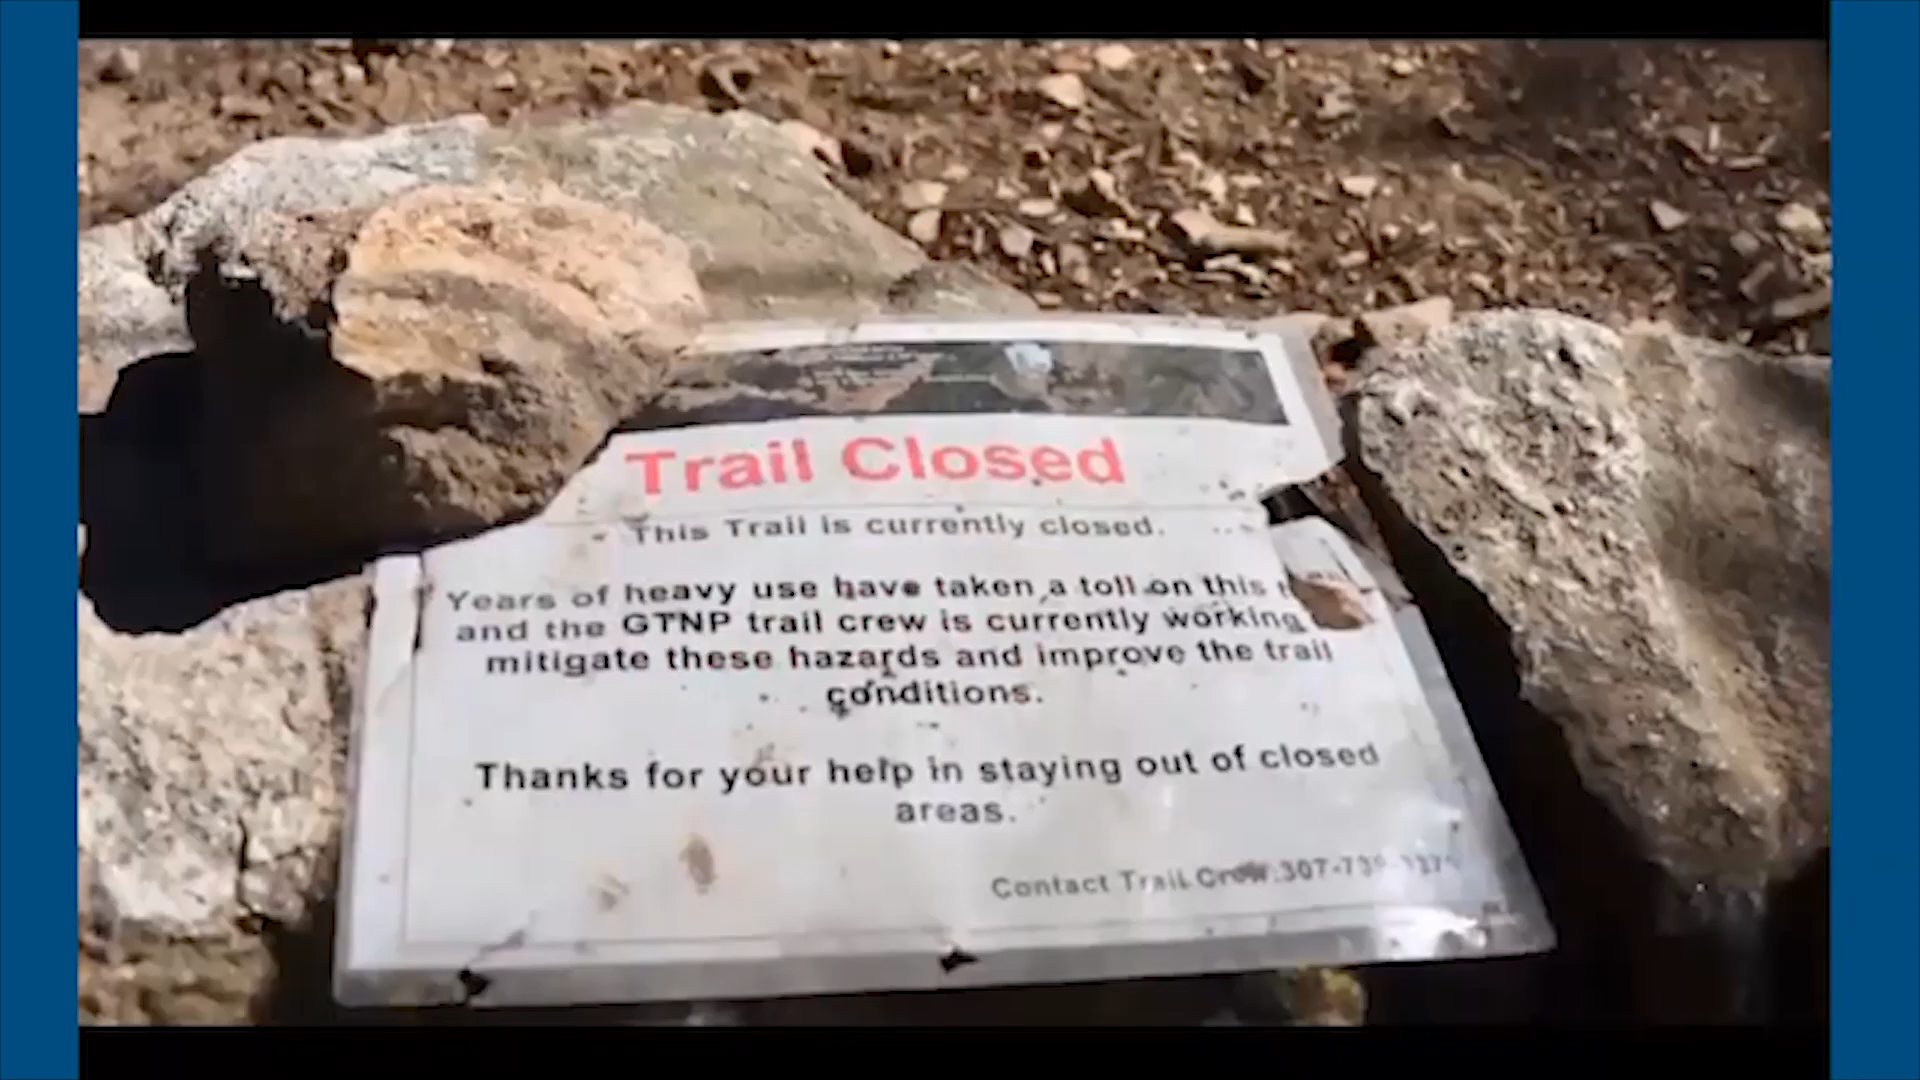 Trail Closed
This Trail is currently closed.
Years of heavy use have taken a toll on this
and the GTNP trail crew is currently working
mitigate these hazards and improve the trail
conditions.
Thanks for your help in staying out of closed
areas.
Contact Trail Crew:307-739-